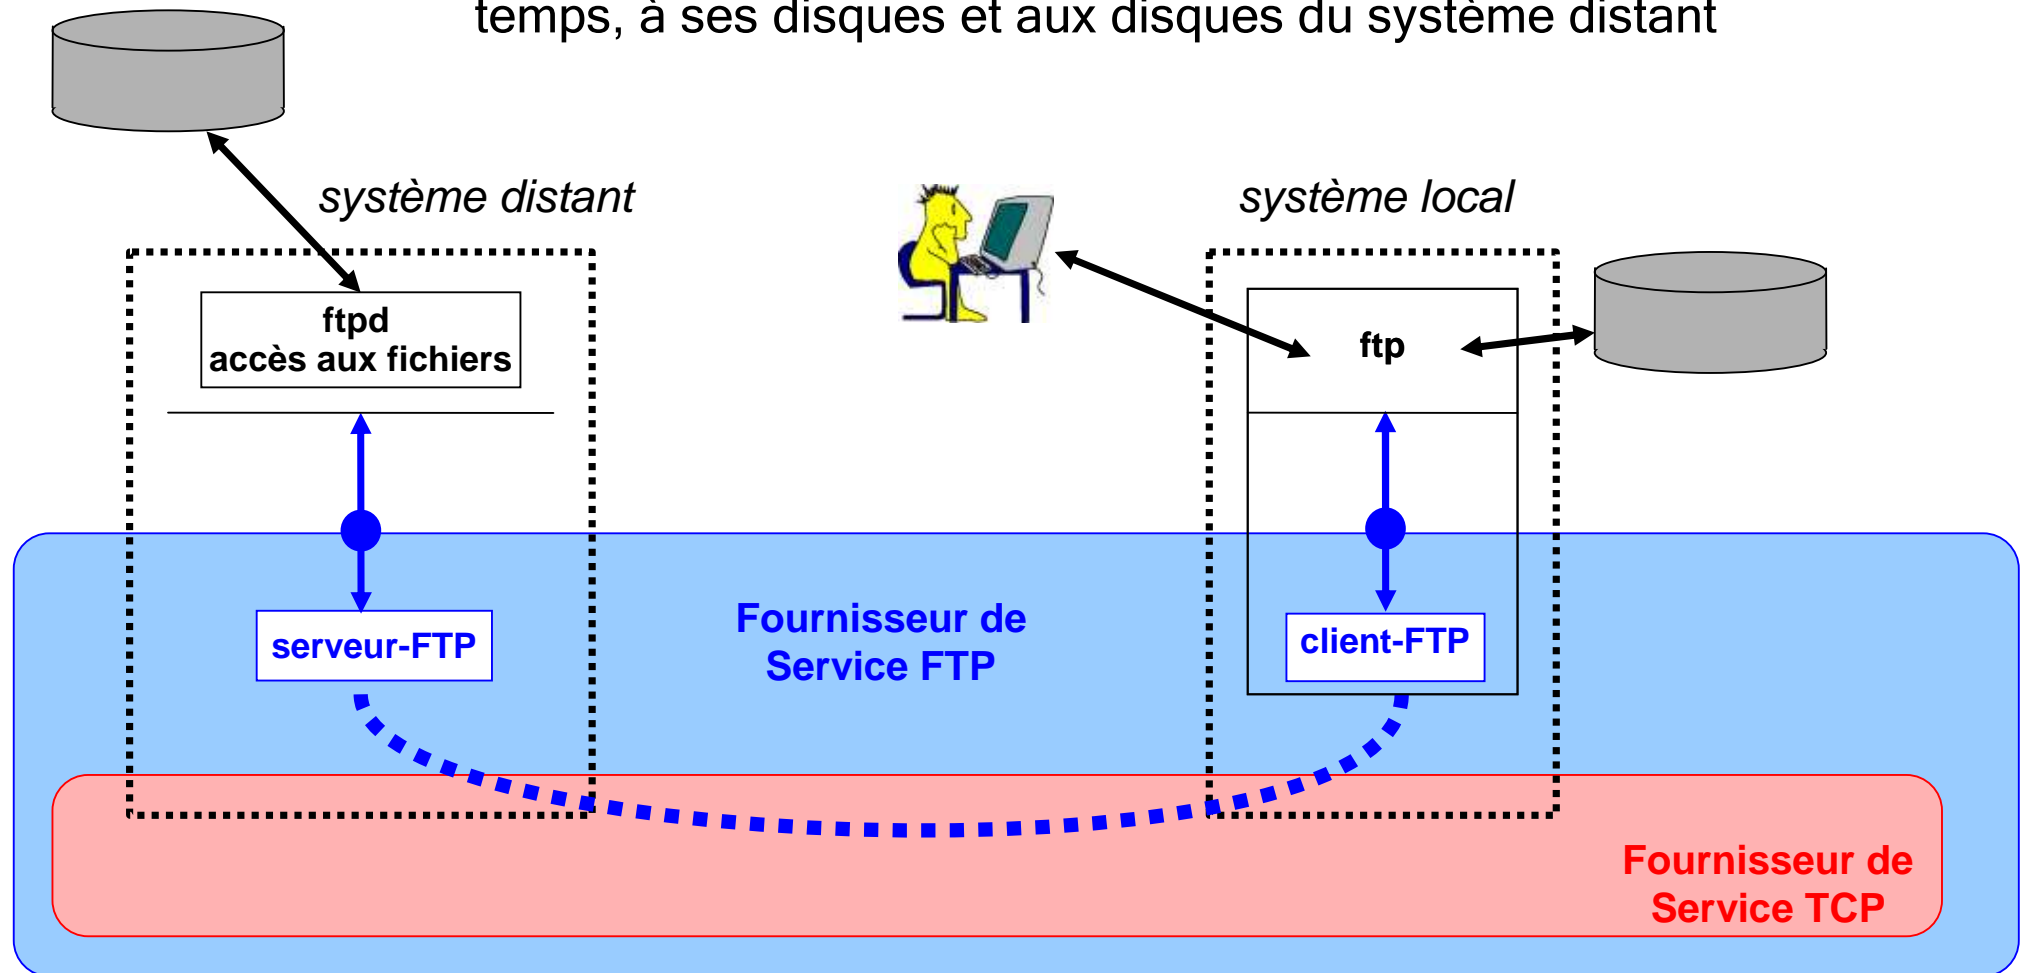 temps, à ses disques et aux disques du système distant
système distant
système local
ftpd
accès aux fichiers
ftp
serveur-FTP
Fournisseur de
Service FTP
client-FTP
Fournisseur de
Service TCP